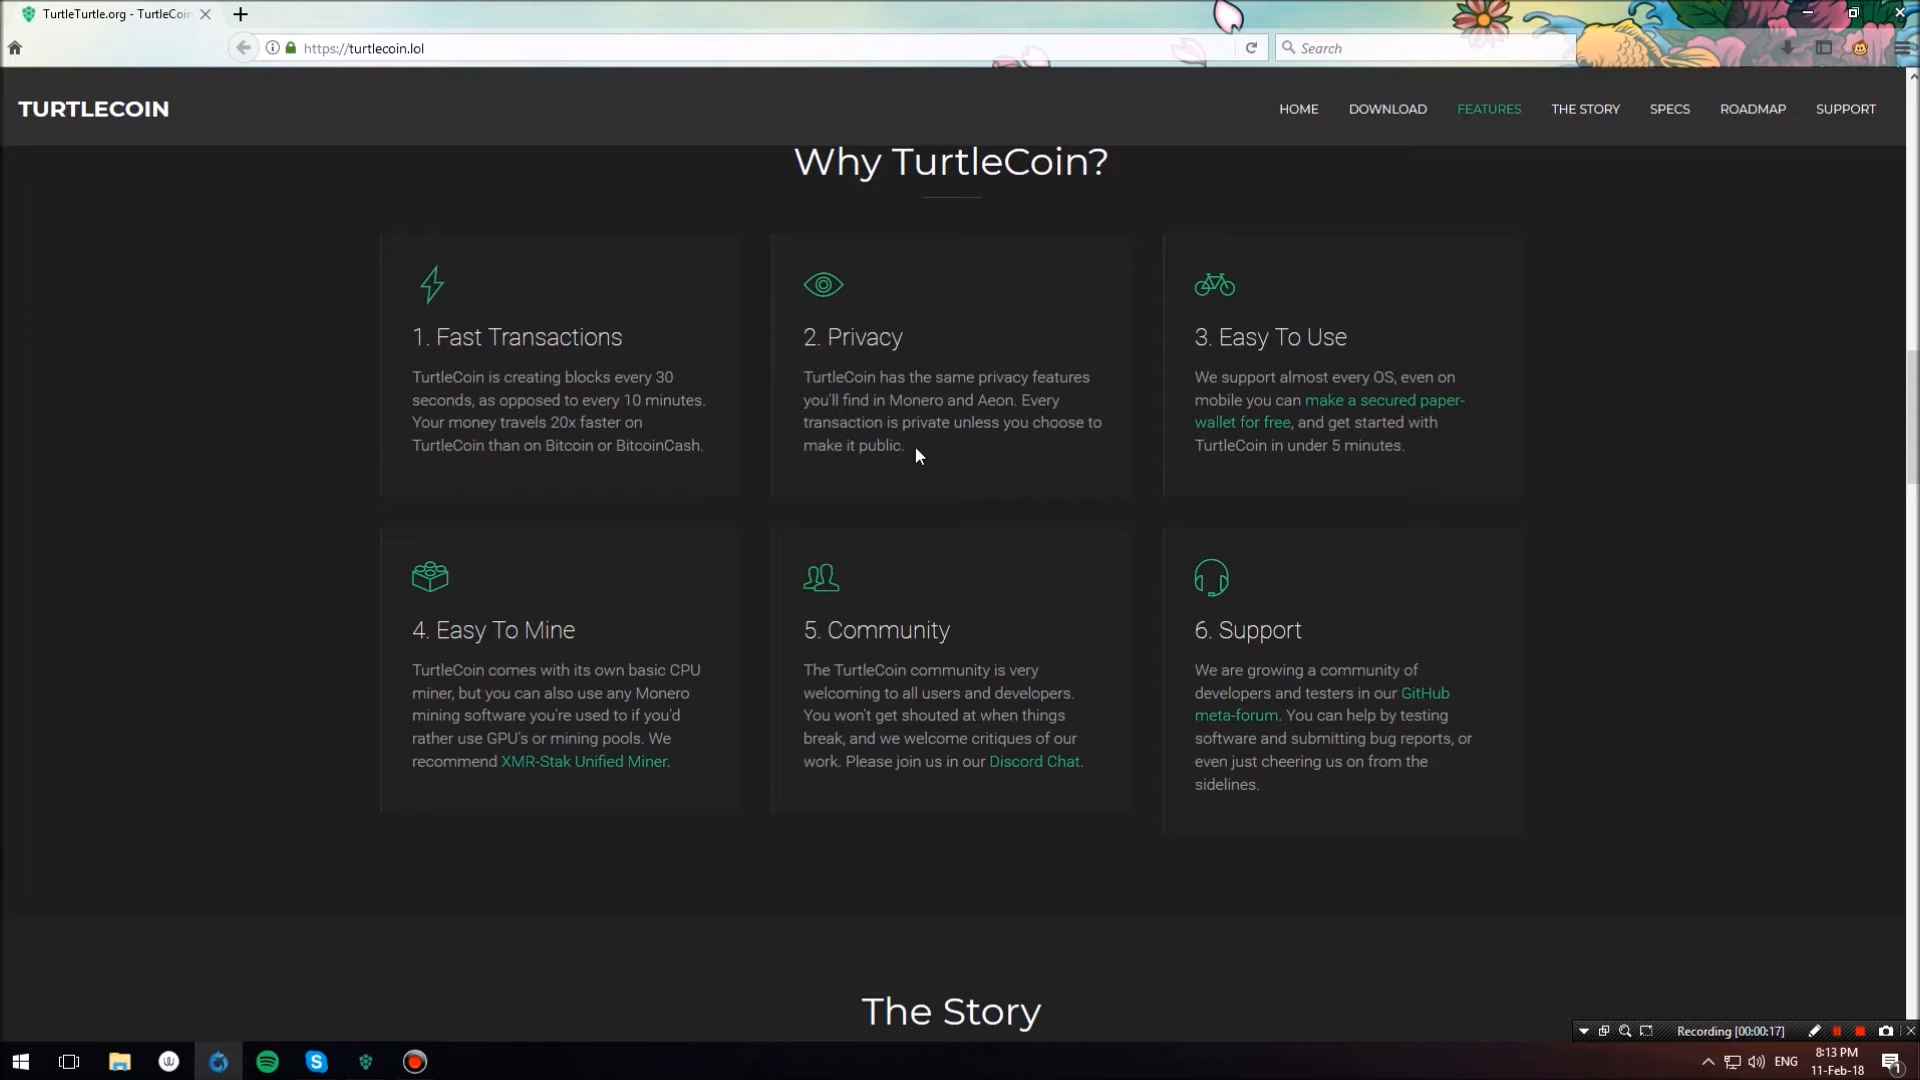 TurtleTurtle.org - TurtleCoin
https://turtlecoin.lol
Search
TURTLECOIN
HOME
DOWNLOAD
FEATURES
THE STORY
SPECS
ROADMAP
SUPPORT
Why TurtleCoin?
1. Fast Transactions
TurtleCoin is creating blocks every 30
seconds, as opposed to every 10 minutes.
Your money travels 20x faster on
TurtleCoin than on Bitcoin or BitcoinCash.
2. Privacy
TurtleCoin has the same privacy features
you'll find in Monero and Aeon. Every
transaction is private unless you choose to
make it public.
3. Easy To Use
We support almost every OS, even on
mobile you can make a secured paper-
wallet for free, and get started with
TurtleCoin in under 5 minutes.
4. Easy To Mine
TurtleCoin comes with its own basic CPU
miner, but you can also use any Monero
mining software you're used to if you'd
rather use GPU's or mining pools. We
recommend XMR-Stak Unified Miner.
5. Community
The TurtleCoin community is very
welcoming to all users and developers.
You won't get shouted at when things
break, and we welcome critiques of our
work. Please join us in our Discord Chat.
6. Support
We are growing a community of
developers and testers in our GitHub
meta-forum. You can help by testing
software and submitting bug reports, or
even just cheering us on from the
sidelines.
The Story
Recording [00:00:17]
ENG
8:13 PM
11-Feb-18
1